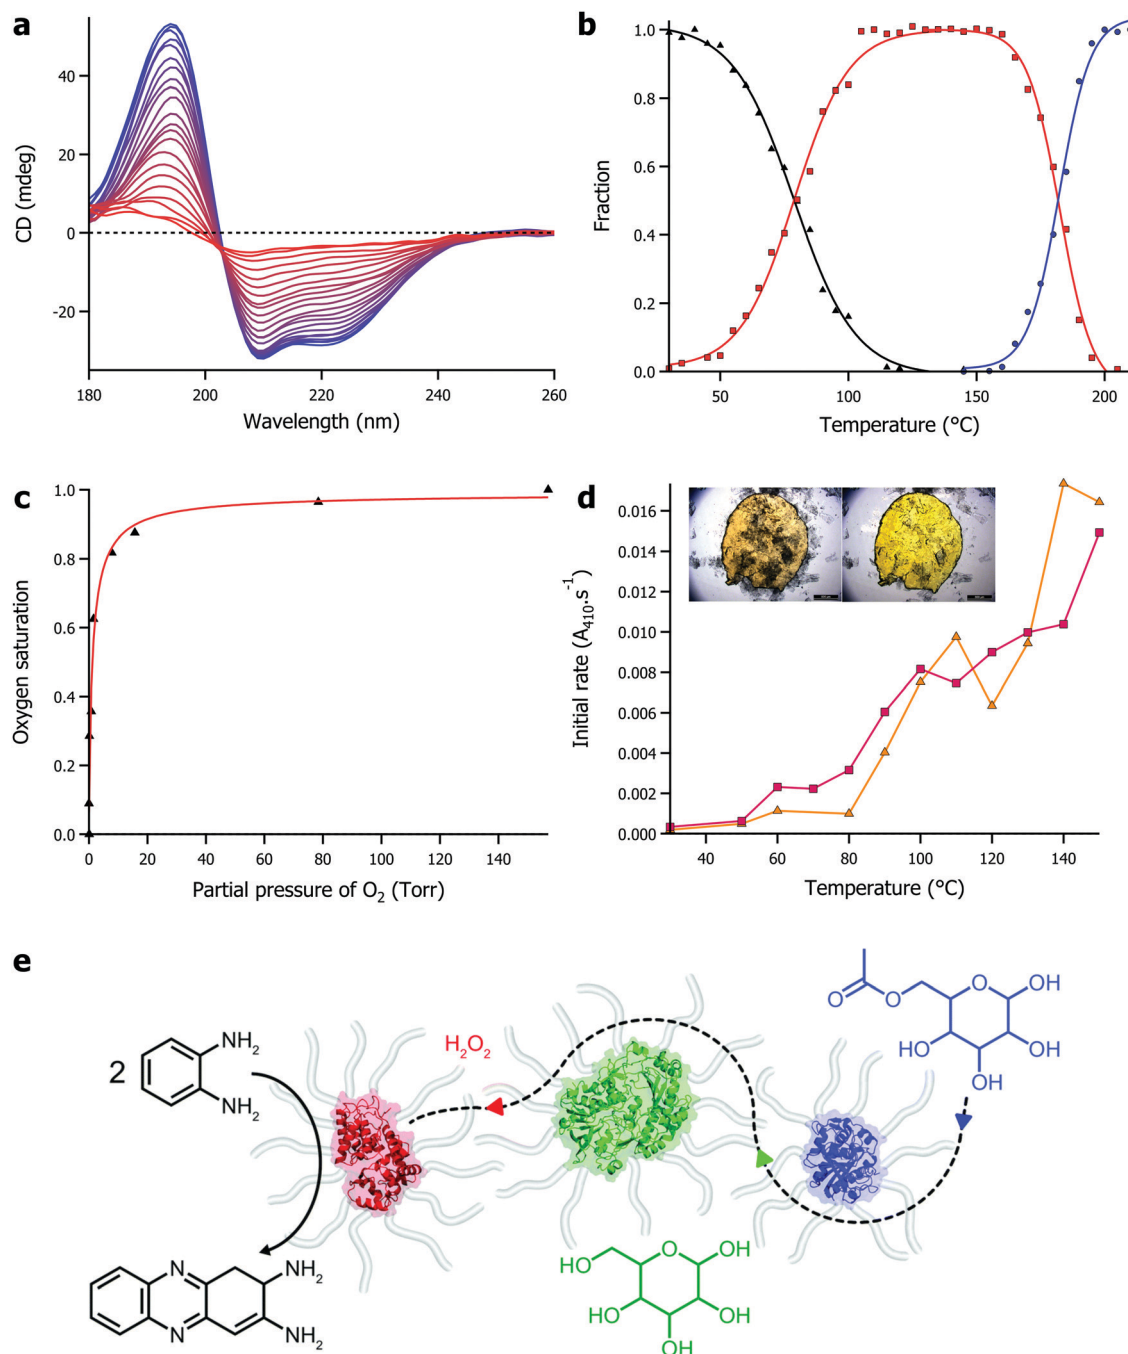 a
CD (mdeg)
40
20
0
-20
180
200
220
240
260
Wavelength (nm)
b
Fraction
1.0
0.8
0.6
0.4
0.2
0.0
50
100
150
200
Temperature (°C)
c
Oxygen saturation
1.0
0.8
0.6
0.4
0.2
0.0
0
20
40
60
80
100
120
140
Partial pressure of O2 (Torr)
d
Initial rate (A410.s-1)
0.016
0.014
0.012
0.010
0.008
0.006
0.004
0.002
0.000
40
60
80
100
120
140
Temperature (°C)
e
2
NH2
NH2
H2O2
O
O
O
OH
HO
OH
OH
N
NH2
N
NH2
HO
O
OH
HO
OH
OH